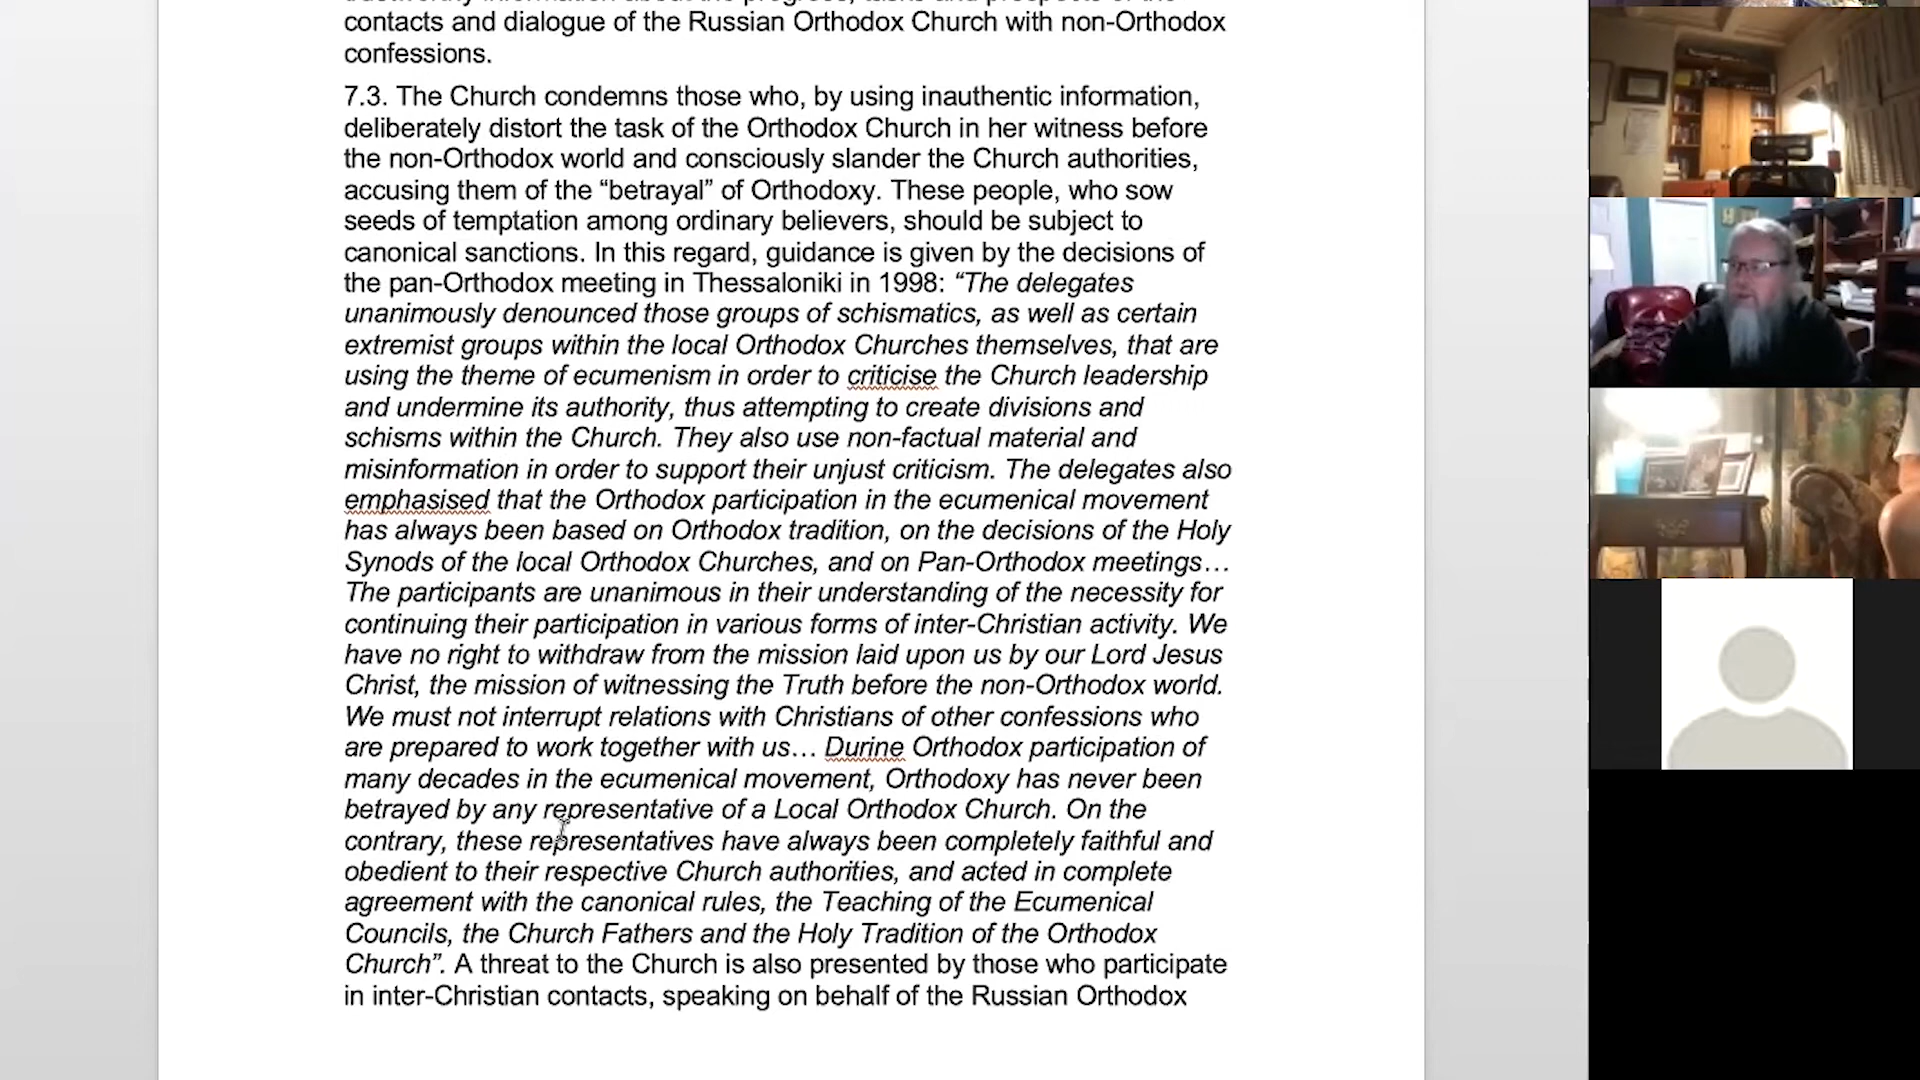 contacts and dialogue of the Russian Orthodox Church with non-Orthodox
confessions.
7.3. The Church condemns those who, by using inauthentic information,
deliberately distort the task of the Orthodox Church in her witness before
the non-Orthodox world and consciously slander the Church authorities,
accusing them of the “betrayal” of Orthodoxy. These people, who sow
seeds of temptation among ordinary believers, should be subject to
canonical sanctions. In this regard, guidance is given by the decisions of
the pan-Orthodox meeting in Thessaloniki in 1998: “The delegates
unanimously denounced those groups of schismatics, as well as certain
extremist groups within the local Orthodox Churches themselves, that are
using the theme of ecumenism in order to criticise the Church leadership
and undermine its authority, thus attempting to create divisions and
schisms within the Church. They also use non-factual material and
misinformation in order to support their unjust criticism. The delegates also
emphasised that the Orthodox participation in the ecumenical movement
has always been based on Orthodox tradition, on the decisions of the Holy
Synods of the local Orthodox Churches, and on Pan-Orthodox meetings…
The participants are unanimous in their understanding of the necessity for
continuing their participation in various forms of inter-Christian activity. We
have no right to withdraw from the mission laid upon us by our Lord Jesus
Christ, the mission of witnessing the Truth before the non-Orthodox world.
We must not interrupt relations with Christians of other confessions who
are prepared to work together with us… Durine Orthodox participation of
many decades in the ecumenical movement, Orthodoxy has never been
betrayed by any representative of a Local Orthodox Church. On the
contrary, these representatives have always been completely faithful and
obedient to their respective Church authorities, and acted in complete
agreement with the canonical rules, the Teaching of the Ecumenical
Councils, the Church Fathers and the Holy Tradition of the Orthodox
Church”. A threat to the Church is also presented by those who participate
in inter-Christian contacts, speaking on behalf of the Russian Orthodox